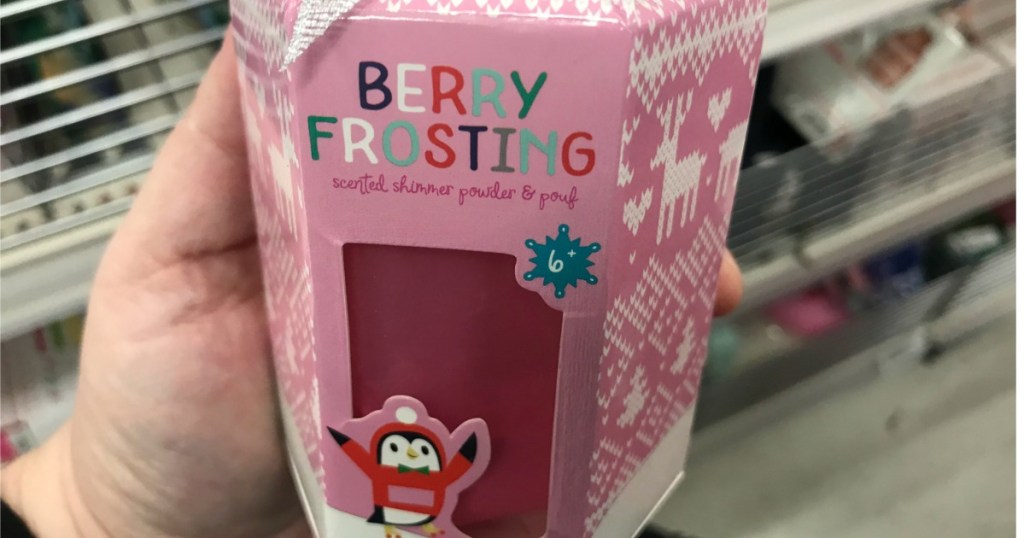 BERRY
FROSTING
scented shimmer powder & pouf
6+